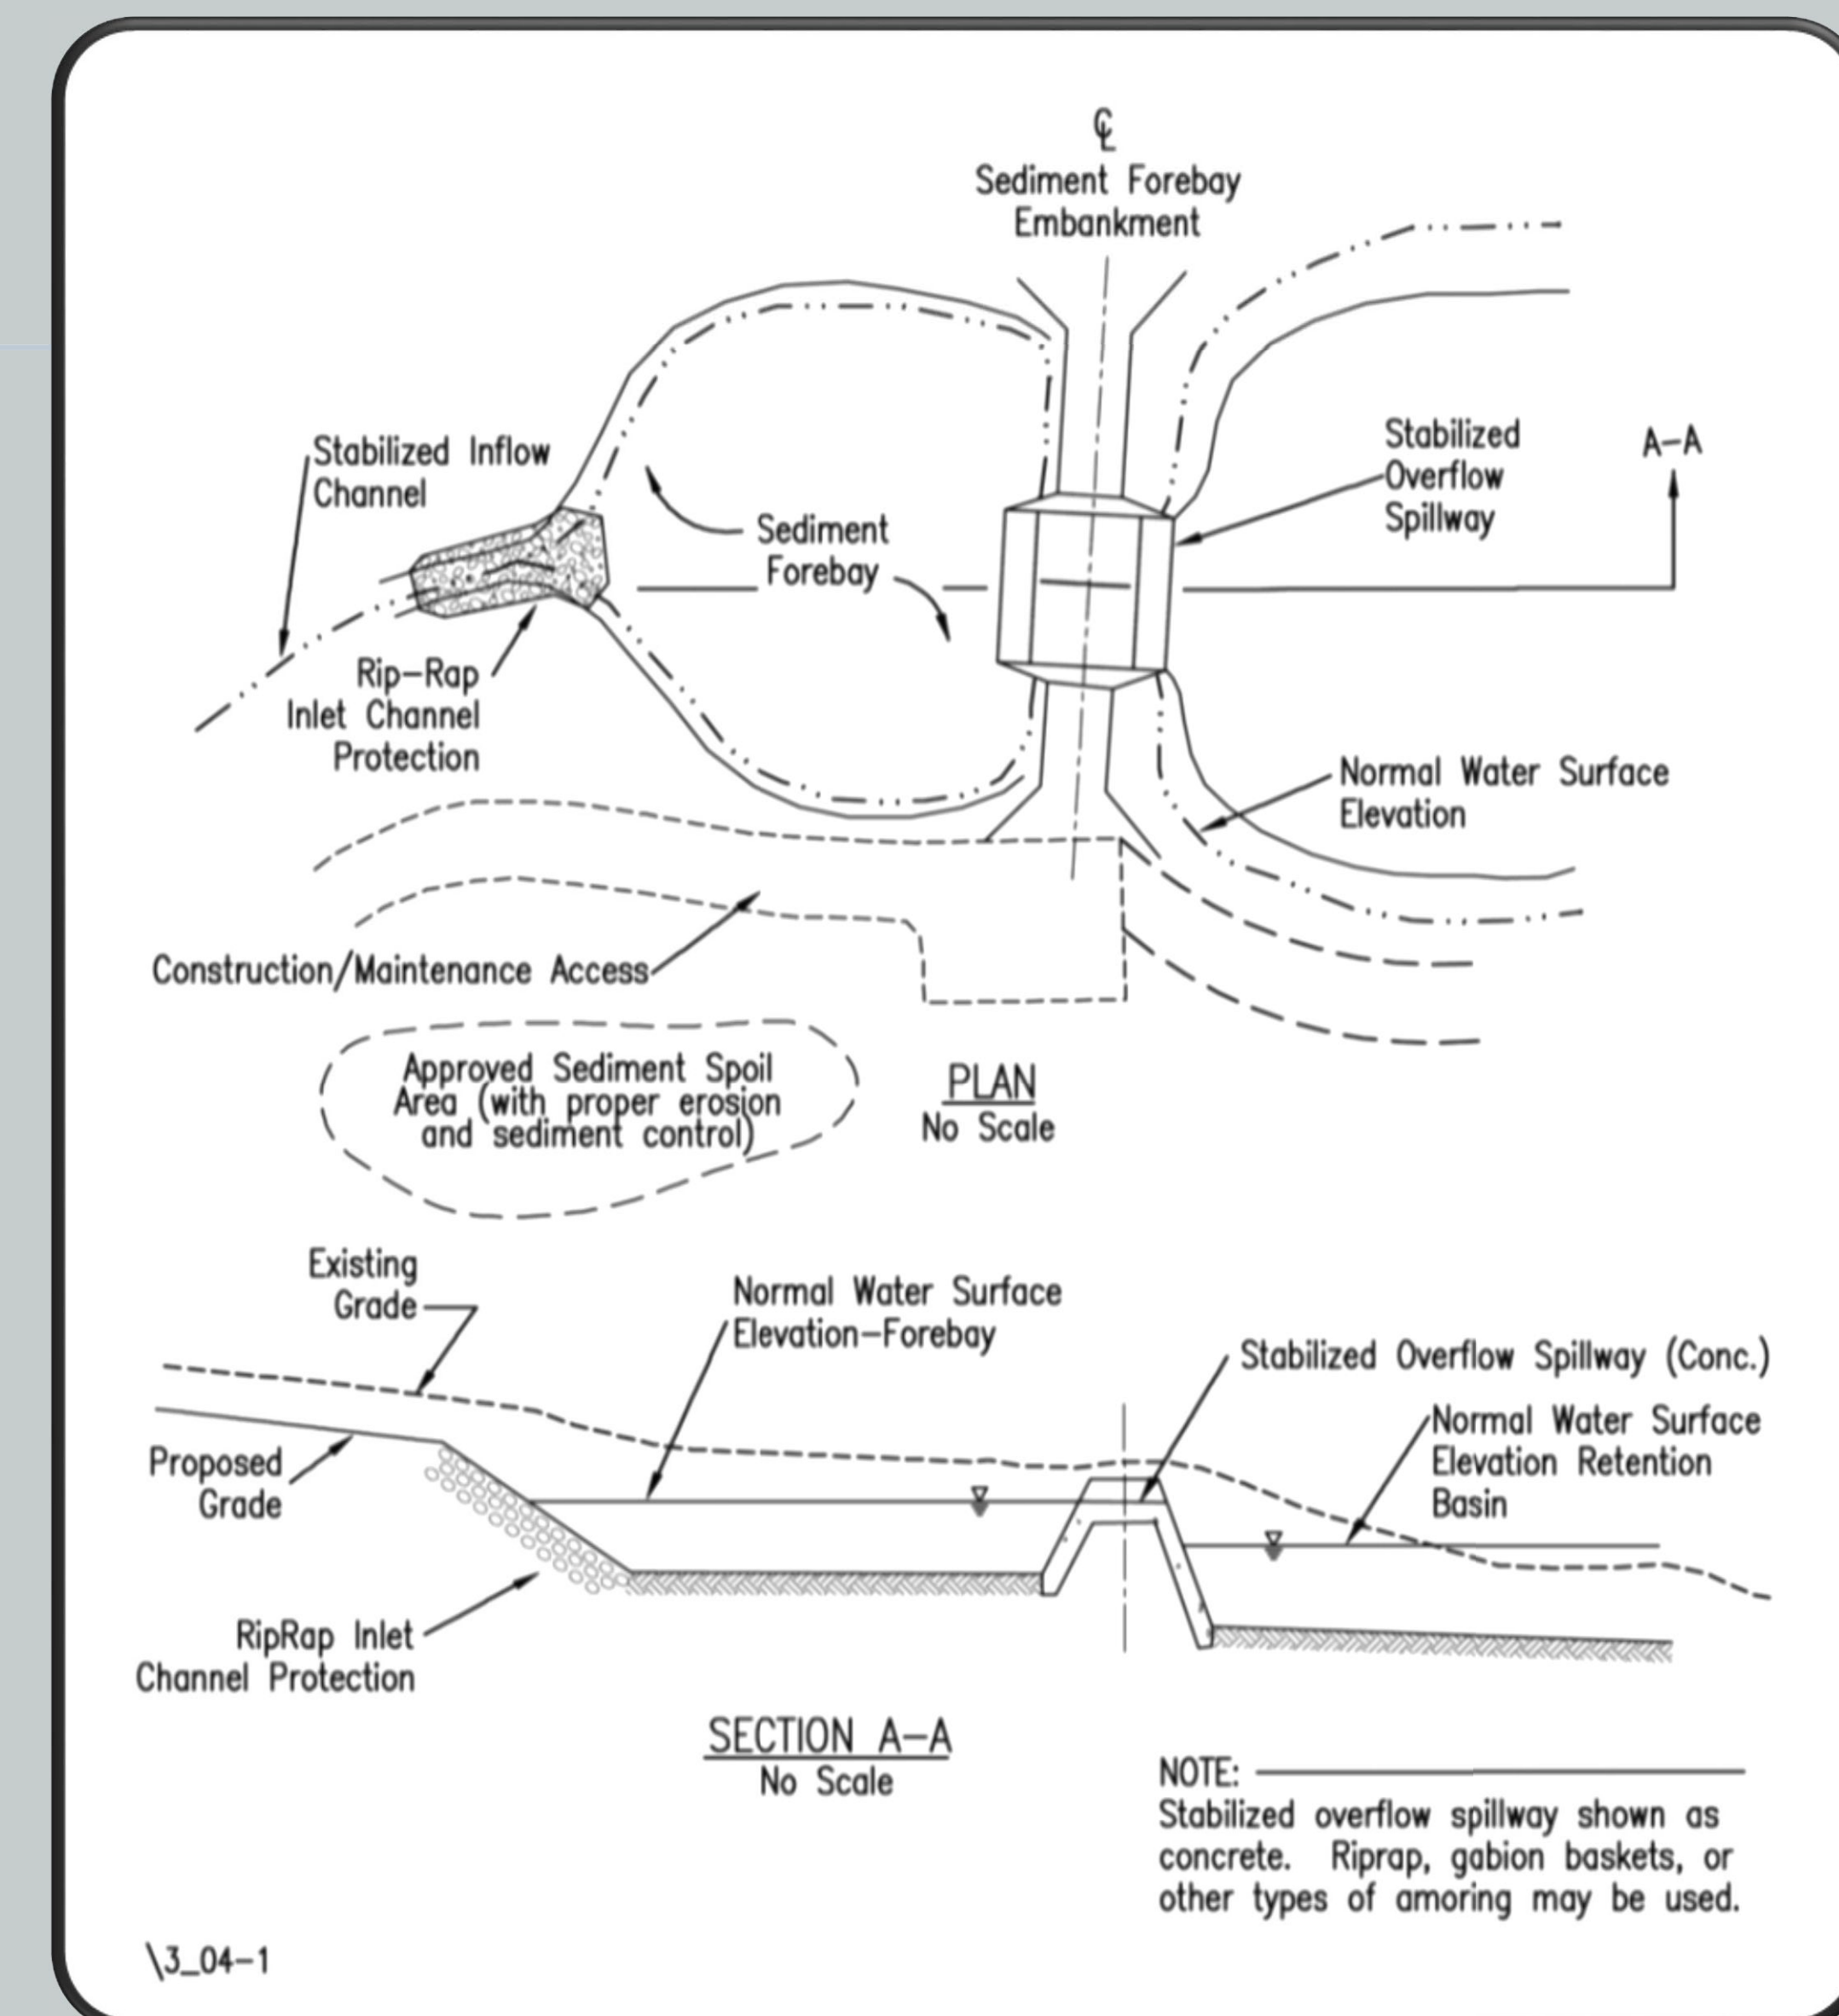 ℄
Sediment Forebay
Embankment
Stabilized Inflow
Channel
Stabilized
Overflow
Spillway
A-A
Sediment
Forebay
Rip-Rap
Inlet Channel
Protection
Normal Water Surface
Elevation
Construction/Maintenance Access
Approved Sediment Spoil
Area (with proper erosion
and sediment control)
PLAN
No Scale
Existing
Grade
Normal Water Surface
Elevation-Forebay
Stabilized Overflow Spillway (Conc.)
Normal Water Surface
Elevation Retention
Basin
Proposed
Grade
RipRap Inlet
Channel Protection
SECTION A-A
No Scale
NOTE:
Stabilized overflow spillway shown as
concrete. Riprap, gabion baskets, or
other types of amoring may be used.
\3_04-1